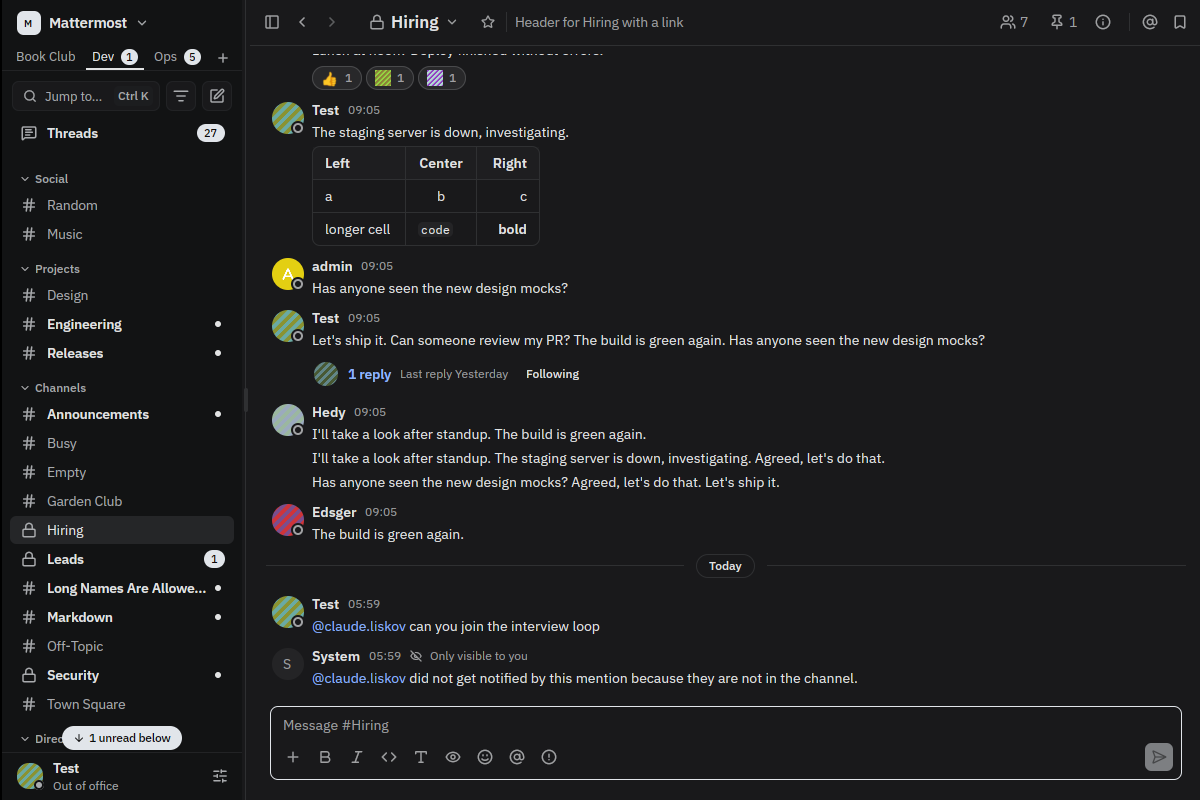 M Mattermost
Book Club Dev 1 Ops 5
Jump to... Ctrl K
Threads 27
Social
Random
Music
Projects
Design
Engineering
Releases
Channels
Announcements
Busy
Empty
Garden Club
Hiring
Leads 1
Long Names Are Allowe...
Markdown
Off-Topic
Security
Town Square
1 unread below
Test
Out of office
Hiring Header for Hiring with a link 7 1
1 1 1
Test 09:05
The staging server is down, investigating.
Left Center Right
a b c
longer cell code bold
A admin 09:05
Has anyone seen the new design mocks?
Test 09:05
Let's ship it. Can someone review my PR? The build is green again. Has anyone seen the new design mocks?
1 reply Last reply Yesterday Following
Hedy 09:05
I'll take a look after standup. The build is green again.
I'll take a look after standup. The staging server is down, investigating. Agreed, let's do that.
Has anyone seen the new design mocks? Agreed, let's do that. Let's ship it.
Edsger 09:05
The build is green again.
Today
Test 05:59
@claude.liskov can you join the interview loop
S System 05:59 Only visible to you
@claude.liskov did not get notified by this mention because they are not in the channel.
Message #Hiring